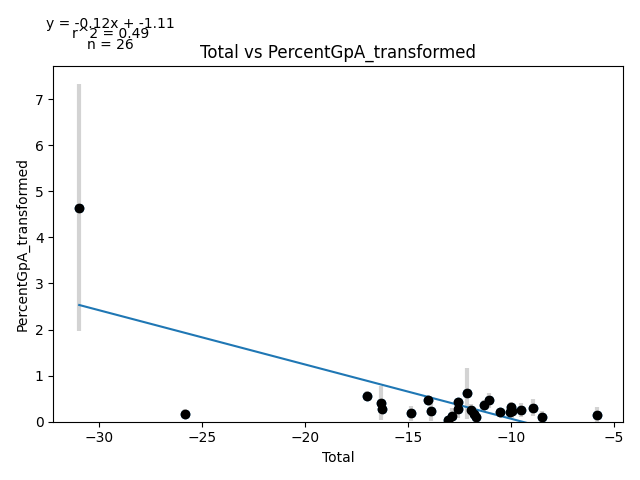 y = -0.12x + -1.11
r^2 = 0.49
n = 26
Total vs PercentGpA_transformed
PercentGpA_transformed
7
6
5
4
3
2
1
0
−30
−25
−20
−15
−10
−5
Total